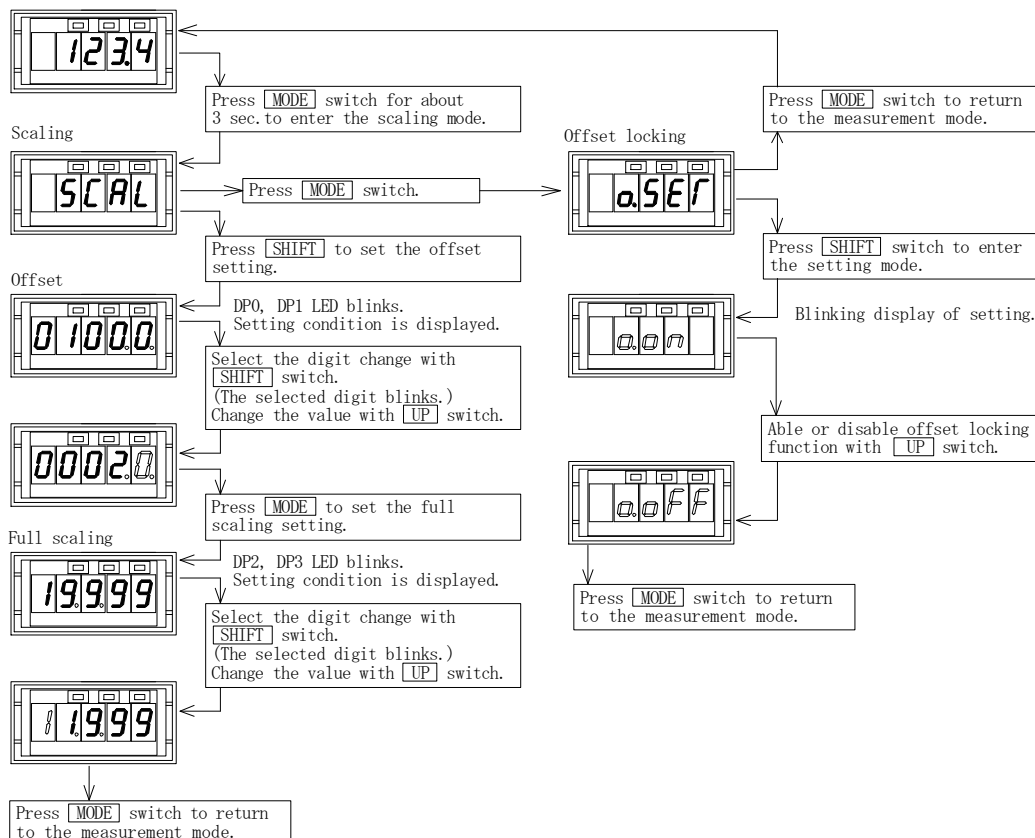 123.4
Press MODE switch for about
3 sec.to enter the scaling mode.
Scaling
SCAL
Press MODE switch.
Press SHIFT to set the offset
setting.
Offset
DP0, DP1 LED blinks.
Setting condition is displayed.
0100.0.
Select the digit change with
SHIFT switch.
(The selected digit blinks.)
Change the value with UP switch.
0002.0.
Press MODE to set the full
scaling setting.
Full scaling
DP2, DP3 LED blinks.
Setting condition is displayed.
19.9.99
Select the digit change with
SHIFT switch.
(The selected digit blinks.)
Change the value with UP switch.
11.9.99
Press MODE switch to return
to the measurement mode.
Press MODE switch to return
to the measurement mode.
Offset locking
o.SET
Press SHIFT switch to enter
the setting mode.
Blinking display of setting.
o.on
Able or disable offset locking
function with UP switch.
o.oFF
Press MODE switch to return
to the measurement mode.